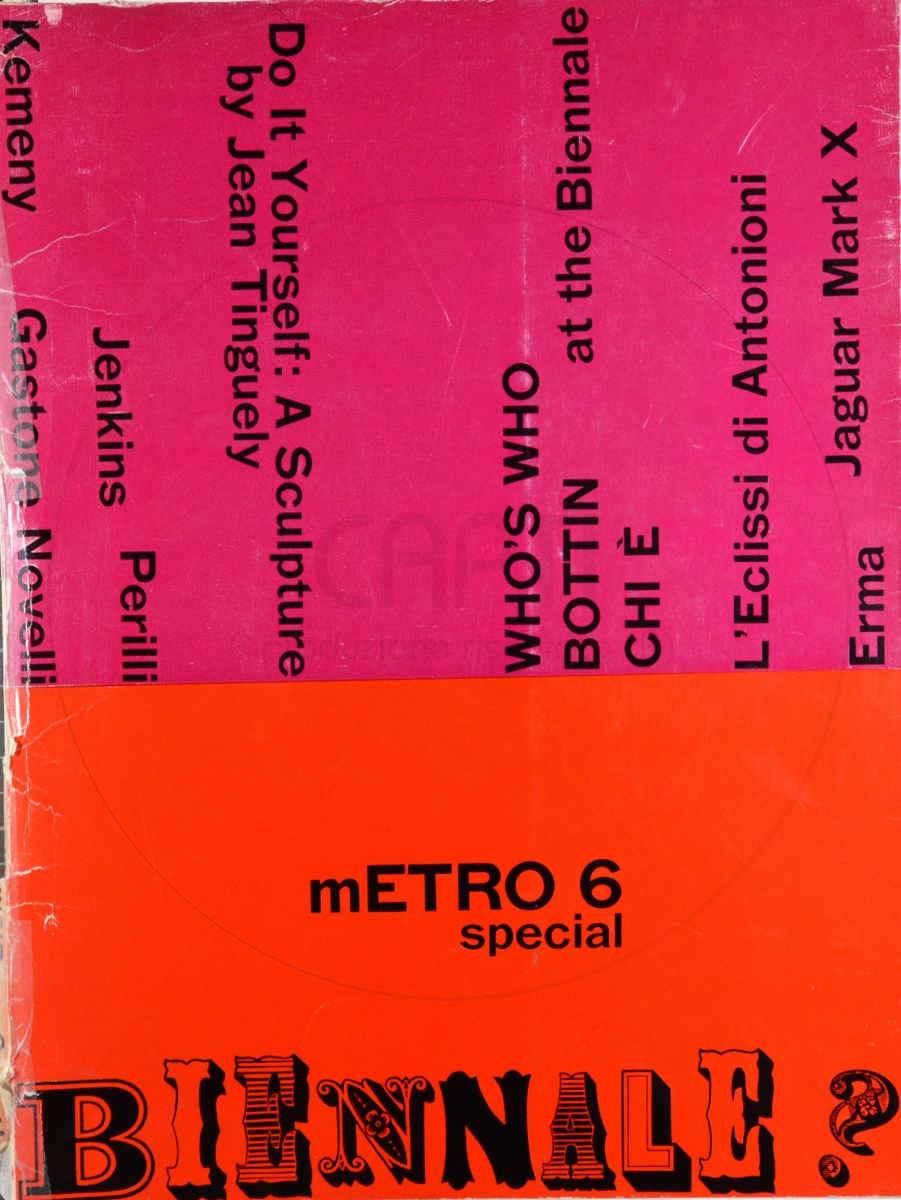 Kemeny
Gastone Novelli
Jenkins
Perilli
Do It Yourself: A Sculpture
by Jean Tinguely
WHO'S WHO
at the Biennale
BOTTIN
CHI È
L'Eclissi di Antonioni
Jaguar Mark X
Erma
mETRO 6
special
BIENNALE?
CAPTI